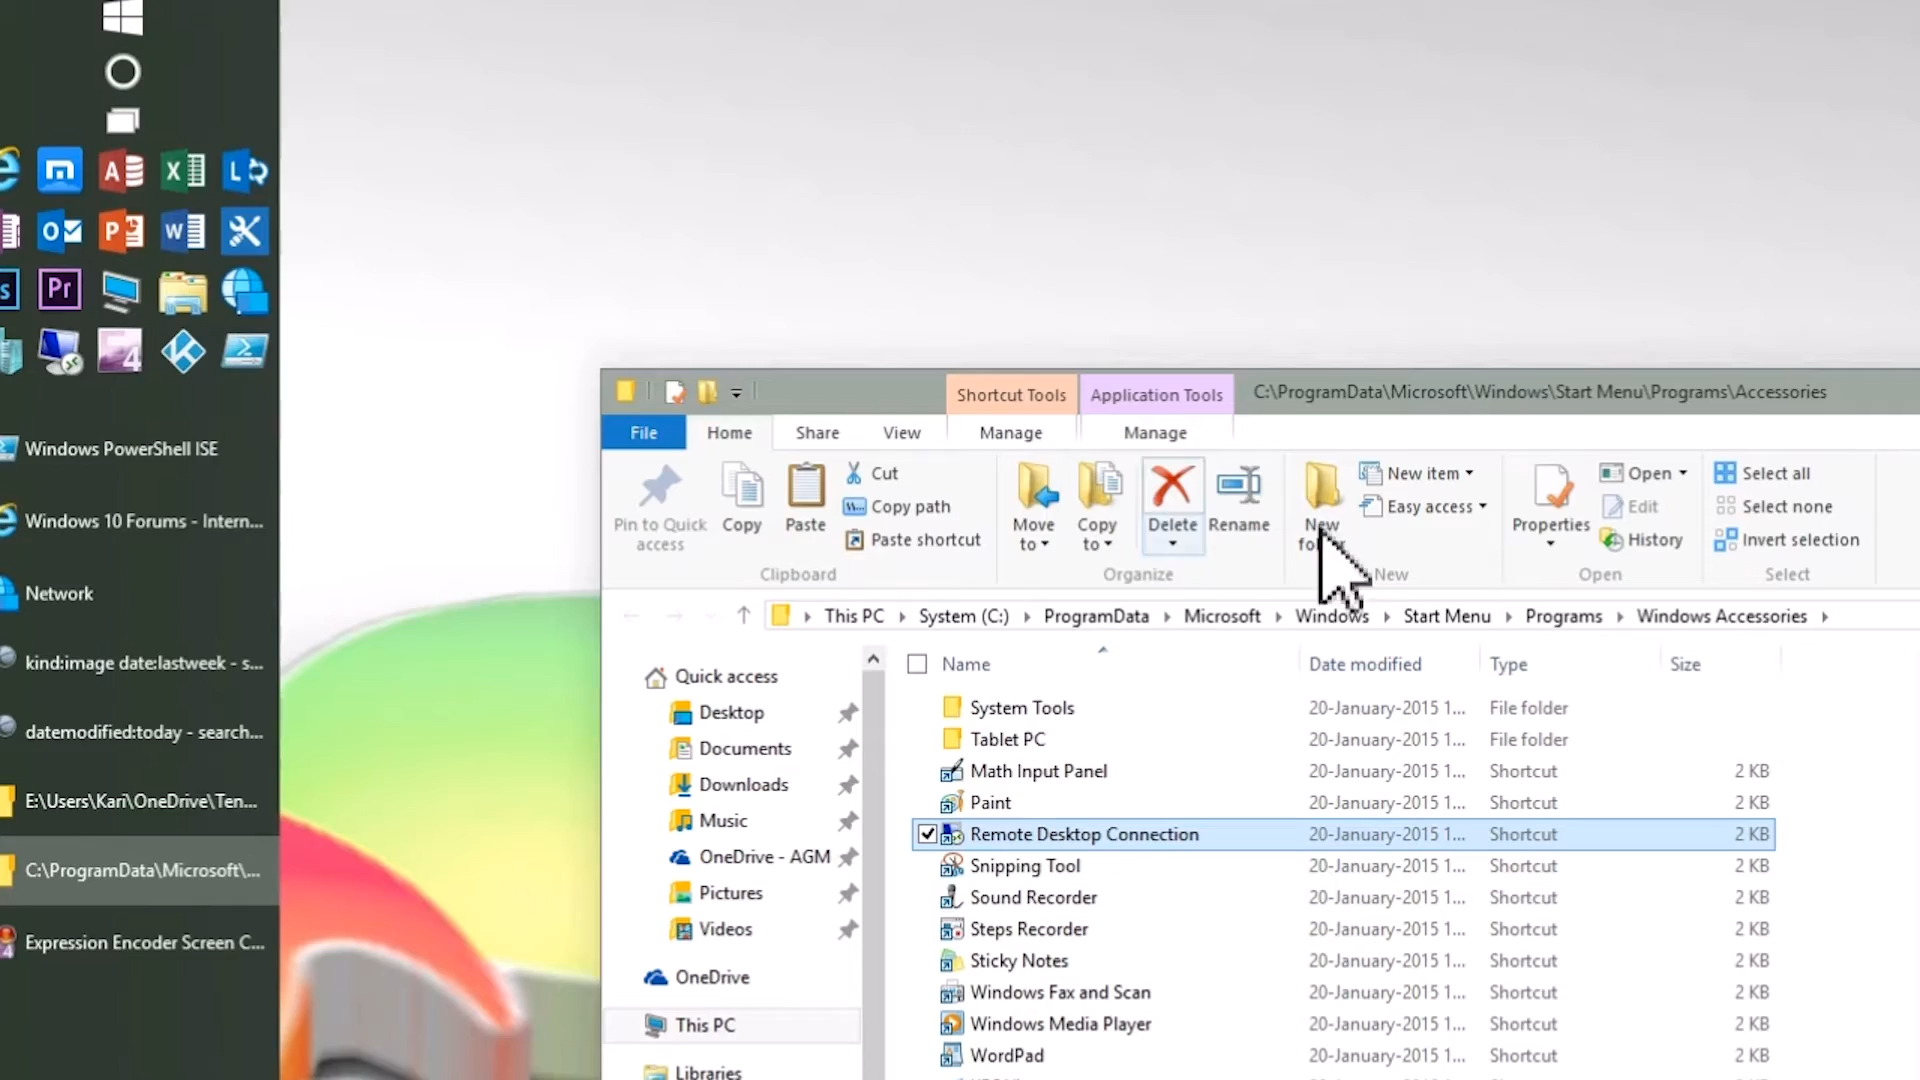 Windows PowerShell ISE
Windows 10 Forums - Intern...
Network
kind:image date:lastweek - s...
datemodified:today - search...
E:\Users\Kari\OneDrive\Ten...
C:\ProgramData\Microsoft\...
Expression Encoder Screen C...
Shortcut Tools
Application Tools
C:\ProgramData\Microsoft\Windows\Start Menu\Programs\Accessories
File
Home
Share
View
Manage
Manage
Pin to Quick
access
Copy
Paste
Cut
Copy path
Paste shortcut
Clipboard
Move
to
Copy
to
Delete
Rename
Organize
New
New item
Easy access
New
Properties
Open
Edit
History
Open
Select all
Select none
Invert selection
Select
This PC
System (C:)
ProgramData
Microsoft
Windows
Start Menu
Programs
Windows Accessories
Quick access
Desktop
Documents
Downloads
Music
OneDrive - AGM
Pictures
Videos
OneDrive
This PC
Libraries
Name Date modified Type Size
System Tools 20-January-2015 1... File folder
Tablet PC 20-January-2015 1... File folder
Math Input Panel 20-January-2015 1... Shortcut 2 KB
Paint 20-January-2015 1... Shortcut 2 KB
Remote Desktop Connection 20-January-2015 1... Shortcut 2 KB
Snipping Tool 20-January-2015 1... Shortcut 2 KB
Sound Recorder 20-January-2015 1... Shortcut 2 KB
Steps Recorder 20-January-2015 1... Shortcut 2 KB
Sticky Notes 20-January-2015 1... Shortcut 2 KB
Windows Fax and Scan 20-January-2015 1... Shortcut 2 KB
Windows Media Player 20-January-2015 1... Shortcut 2 KB
WordPad 20-January-2015 1... Shortcut 2 KB